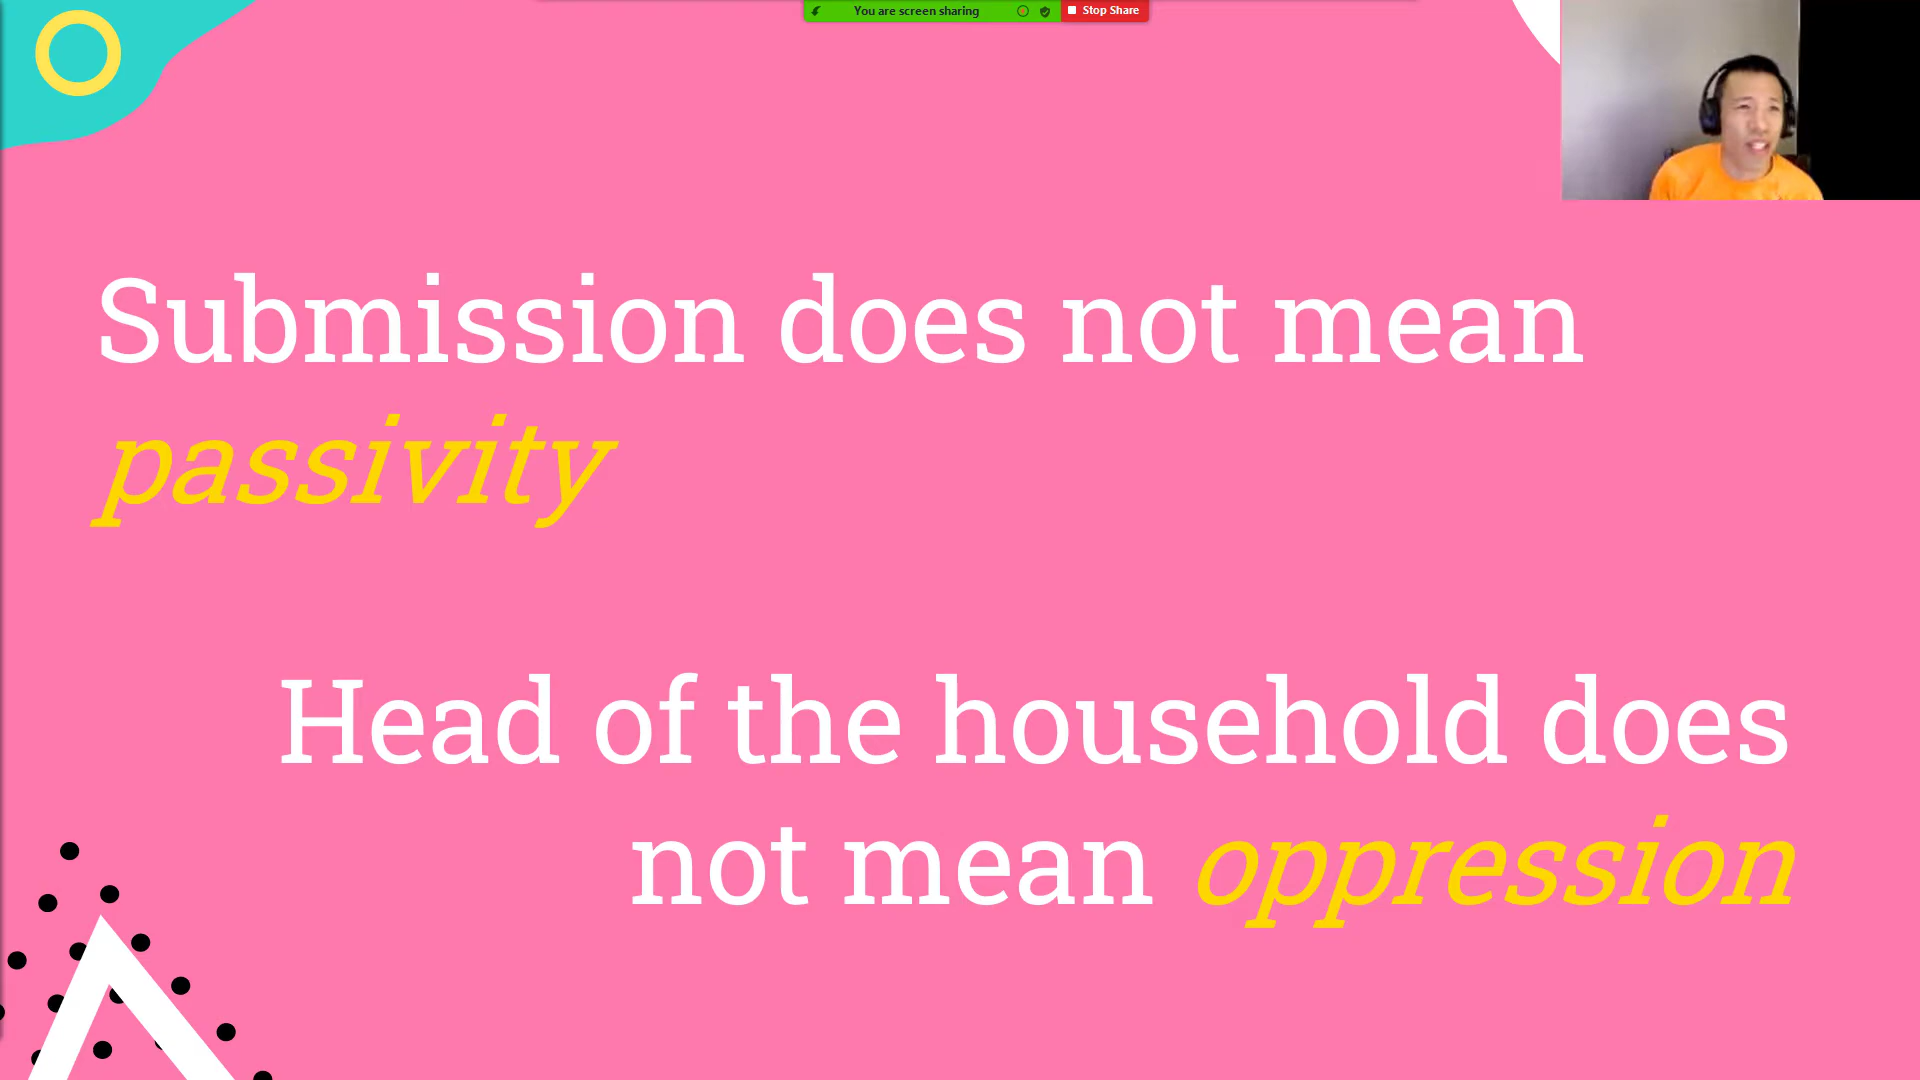 You are screen sharing Stop Share
Submission does not mean
passivity
Head of the household does
not mean oppression